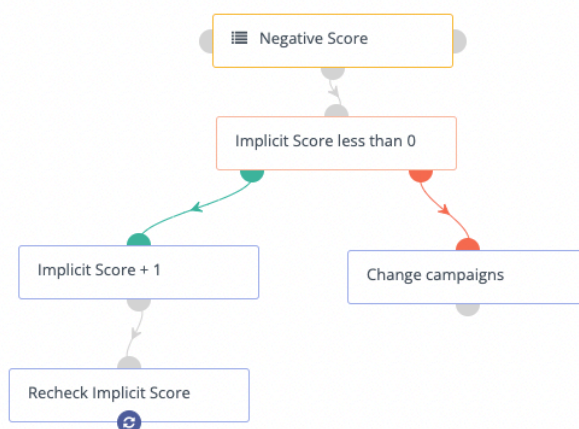 Negative Score
Implicit Score less than 0
Implicit Score + 1
Change campaigns
Recheck Implicit Score